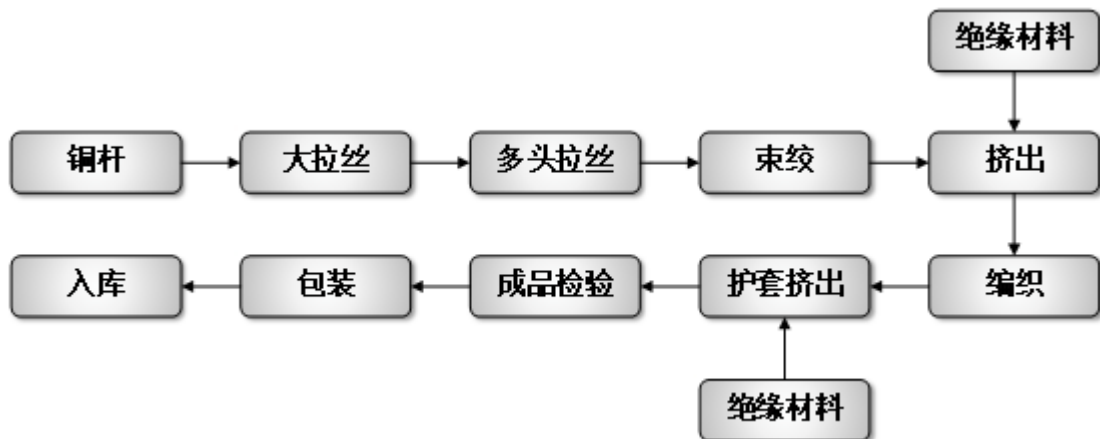 绝缘材料
铜杆
大拉丝
多头拉丝
束绞
挤出
入库
包装
成品检验
护套挤出
编织
绝缘材料